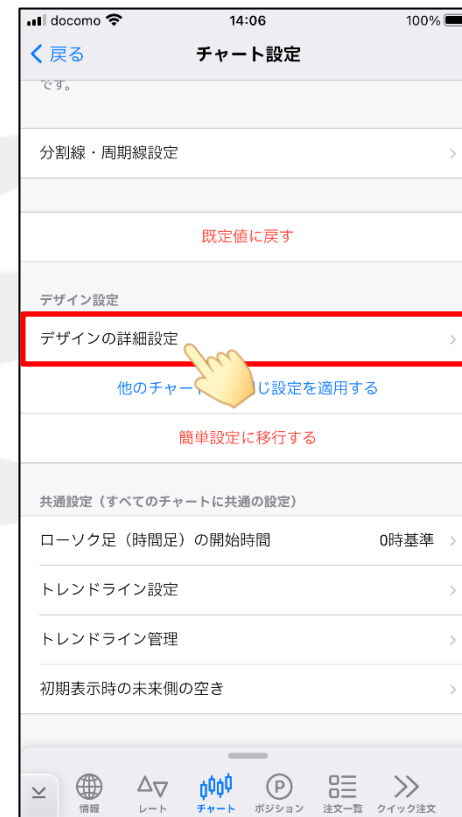 docomo 14:06 100%
戻る チャート設定
です。
分割線・周期線設定
既定値に戻す
デザイン設定
デザインの詳細設定
他のチャー じ設定を適用する
簡単設定に移行する
共通設定（すべてのチャートに共通の設定）
ローソク足（時間足）の開始時間 0時基準
トレンドライン設定
トレンドライン管理
初期表示時の未来側の空き
情報 レート チャート ポジション 注文一覧 クイック注文